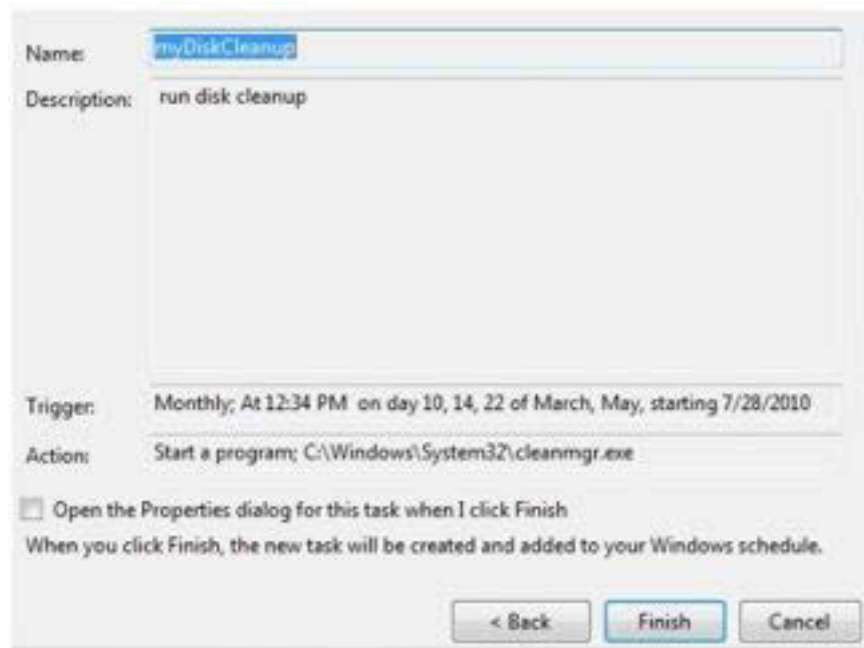 Name: myDiskCleanup
Description: run disk cleanup
Trigger: Monthly; At 12:34 PM on day 10, 14, 22 of March, May, starting 7/28/2010
Action: Start a program; C:\Windows\System32\cleanmgr.exe
Open the Properties dialog for this task when I click Finish
When you click Finish, the new task will be created and added to your Windows schedule.
< Back Finish Cancel